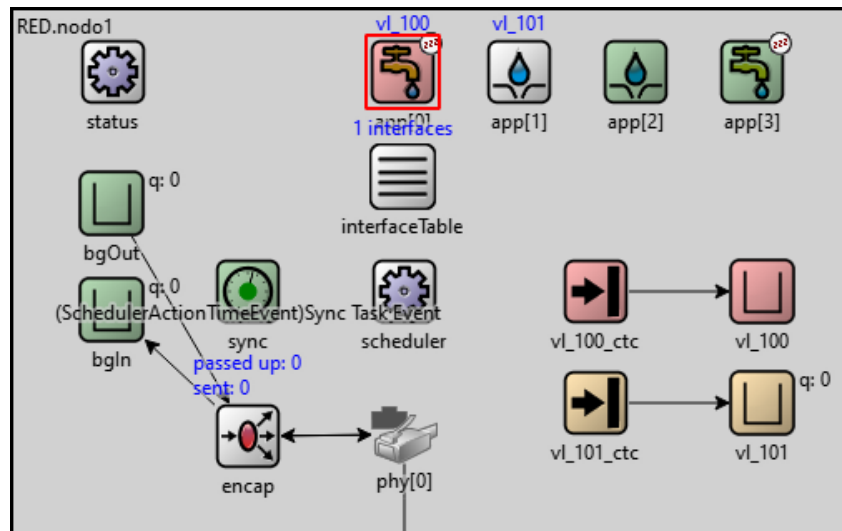 RED.nodo1
vl_100_
vl_101
status
app[0]
app[1]
app[2]
app[3]
1 interfaces
q: 0
interfaceTable
bgOut
q: 0
(SchedulerActionTimeEvent)Sync Task Event
bgIn
sync
scheduler
vl_100_ctc
vl_100
passed up: 0
sent: 0
q: 0
encap
phy[0]
vl_101_ctc
vl_101